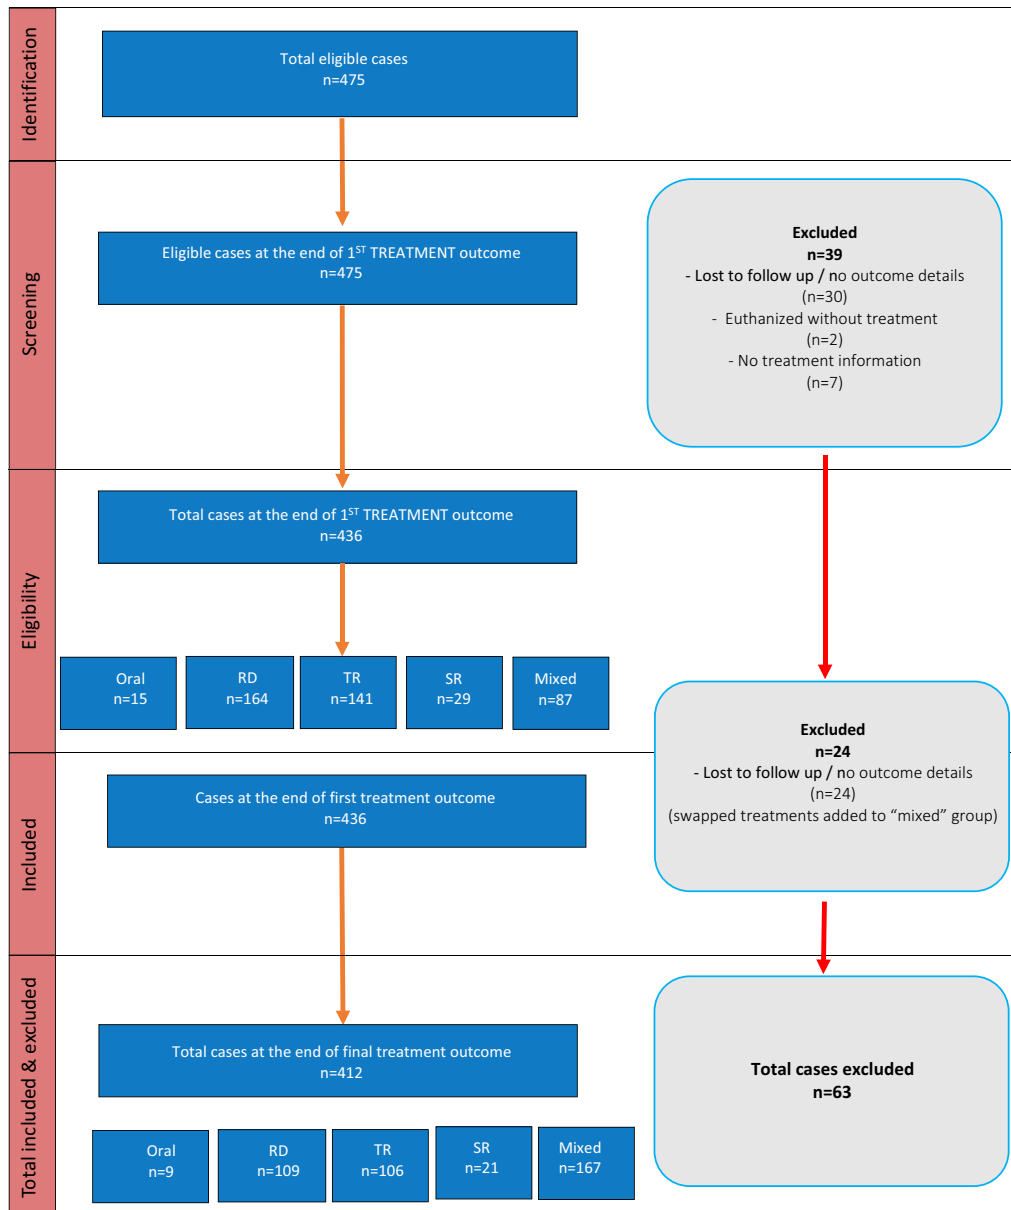 Identification
Total eligible cases
n=475
Screening
Eligible cases at the end of 1ST TREATMENT outcome
n=475
Excluded
n=39
- Lost to follow up / no outcome details
(n=30)
- Euthanized without treatment
(n=2)
- No treatment information
(n=7)
Eligibility
Total cases at the end of 1ST TREATMENT outcome
n=436
Oral
n=15
RD
n=164
TR
n=141
SR
n=29
Mixed
n=87
Excluded
n=24
- Lost to follow up / no outcome details
(n=24)
(swapped treatments added to “mixed” group)
Included
Cases at the end of first treatment outcome
n=436
Total included & excluded
Total cases at the end of final treatment outcome
n=412
Total cases excluded
n=63
Oral
n=9
RD
n=109
TR
n=106
SR
n=21
Mixed
n=167